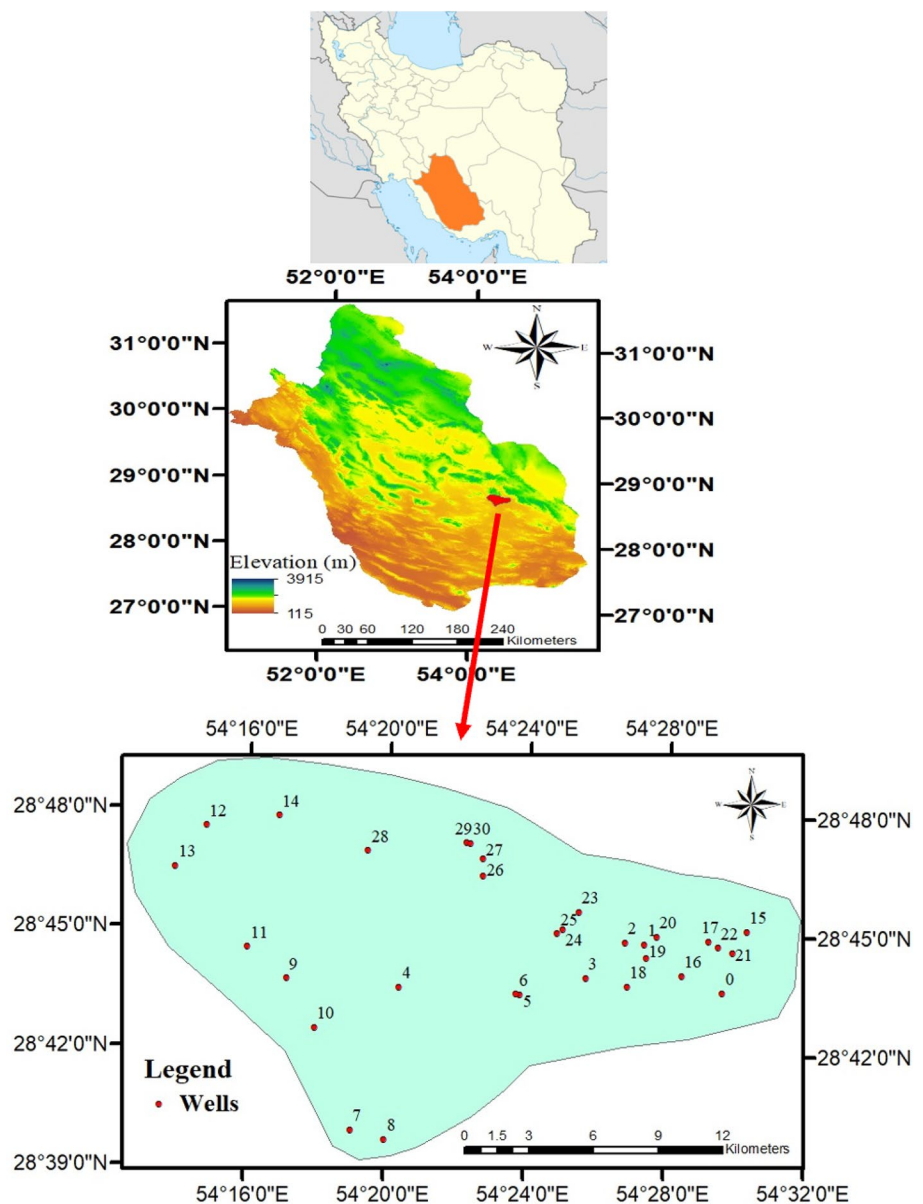 52°0'0"E 54°0'0"E
N
W E
S
31°0'0"N 31°0'0"N
30°0'0"N 30°0'0"N
29°0'0"N 29°0'0"N
28°0'0"N 28°0'0"N
27°0'0"N 27°0'0"N
Elevation (m)
3915
115
0 30 60 120 180 240
Kilometers
52°0'0"E 54°0'0"E
54°16'0"E 54°20'0"E 54°24'0"E 54°28'0"E
N
W E
S
28°48'0"N 28°48'0"N
12 14
13 28 29 30
27
26
23
25
24
2 1 20 17 22 15
11
9 4 6
5
3 18 19 16 21 0
28°45'0"N 28°45'0"N
10
28°42'0"N 28°42'0"N
Legend
Wells
7 8
0 1.5 3 6 9 12
Kilometers
28°39'0"N
54°16'0"E 54°20'0"E 54°24'0"E 54°28'0"E 54°32'0"E